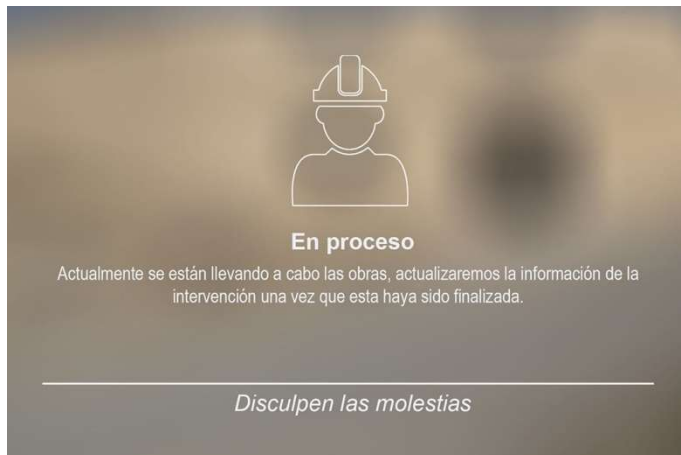 En proceso
Actualmente se están llevando a cabo las obras, actualizaremos la información de la
intervención una vez que esta haya sido finalizada.
Disculpen las molestias